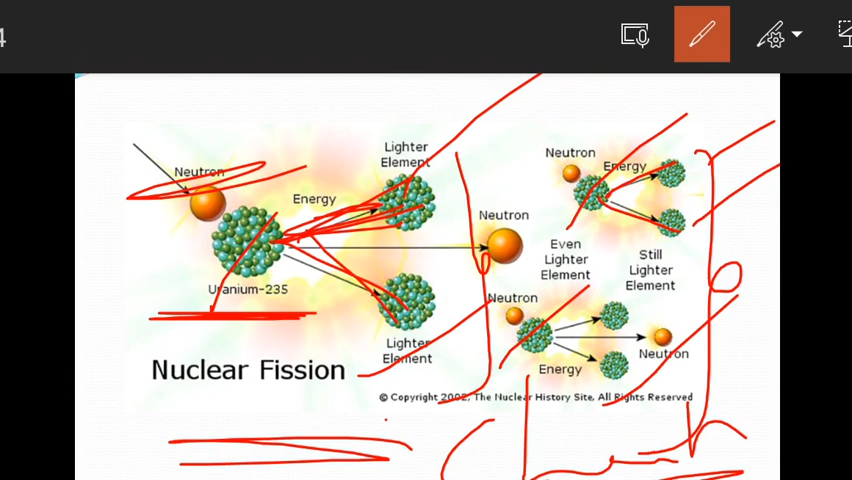 4
Neutron
Lighter
Element
Energy
Uranium-235
Lighter
Element
Neutron
Neutron
Energy
Even
Lighter
Element
Still
Lighter
Element
Neutron
Neutron
Energy
Nuclear Fission
© Copyright 2002, The Nuclear History Site, All Rights Reserved